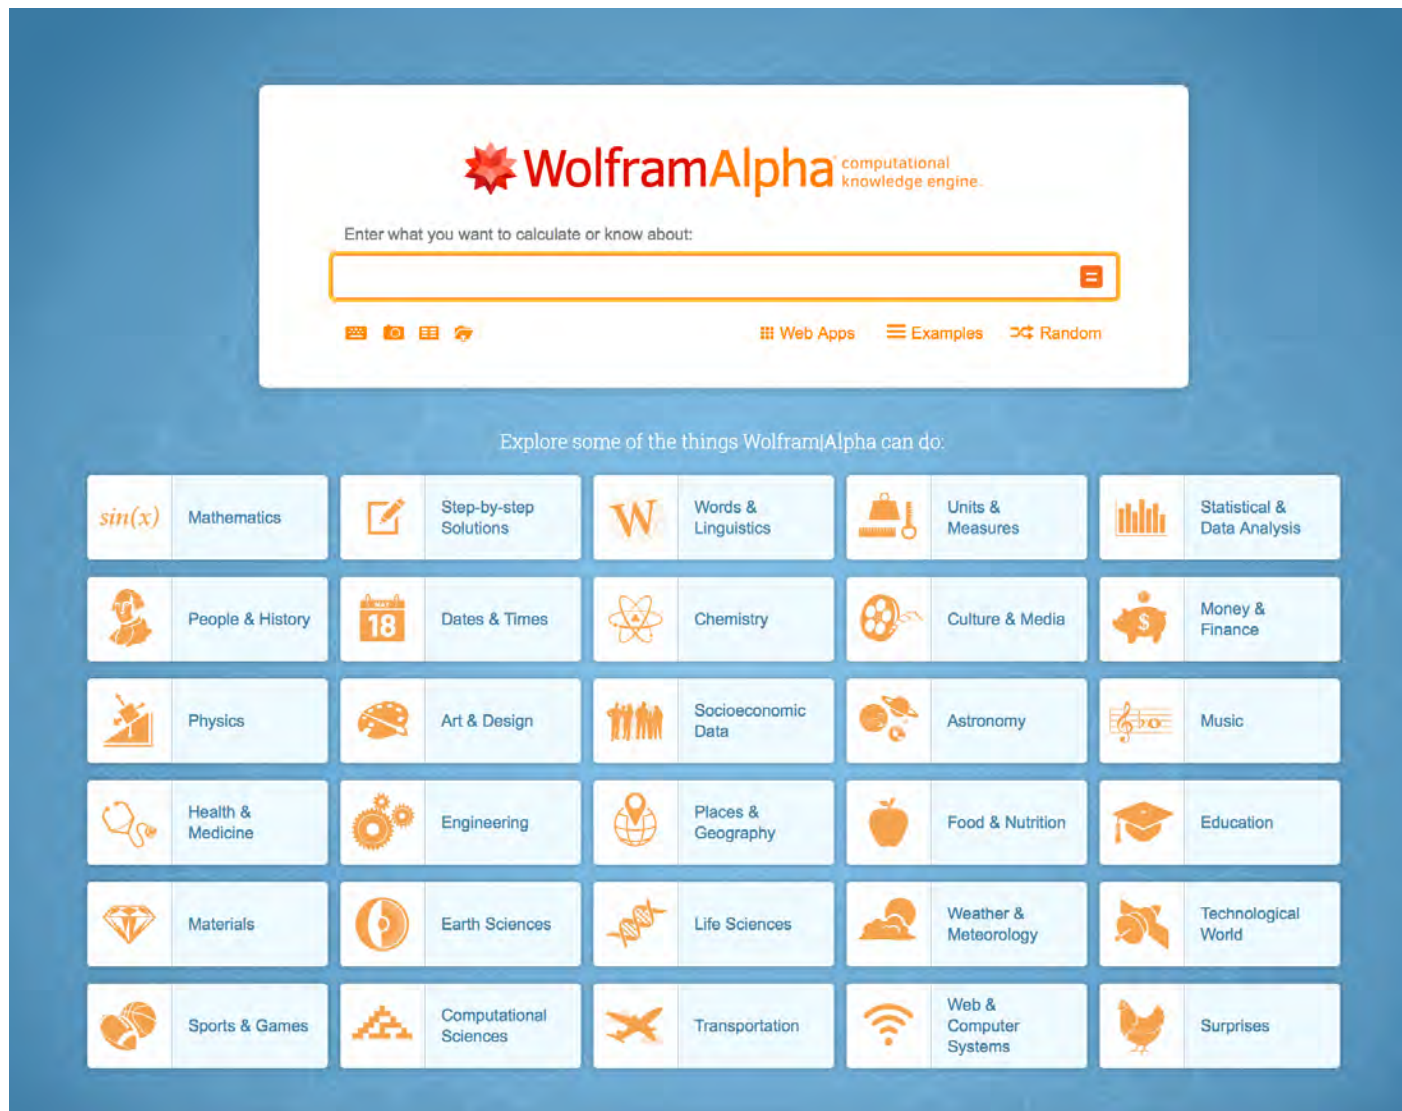 WolframAlpha computational
knowledge engine.
Enter what you want to calculate or know about:
Web Apps Examples Random
Explore some of the things Wolfram|Alpha can do:
sin(x) Mathematics
Step-by-step
Solutions
W Words &
Linguistics
Units &
Measures
Statistical &
Data Analysis
People & History
MAY
18 Dates & Times
Chemistry
Culture & Media
$ Money &
Finance
Physics
Art & Design
Socioeconomic
Data
Astronomy
Music
Health &
Medicine
Engineering
Places &
Geography
Food & Nutrition
Education
Materials
Earth Sciences
Life Sciences
Weather &
Meteorology
Technological
World
Sports & Games
Computational
Sciences
Transportation
Web &
Computer
Systems
Surprises